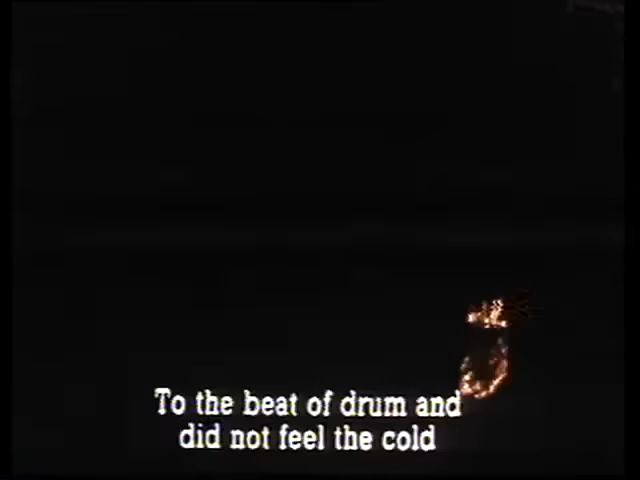 To the beat of drum and
did not feel the cold